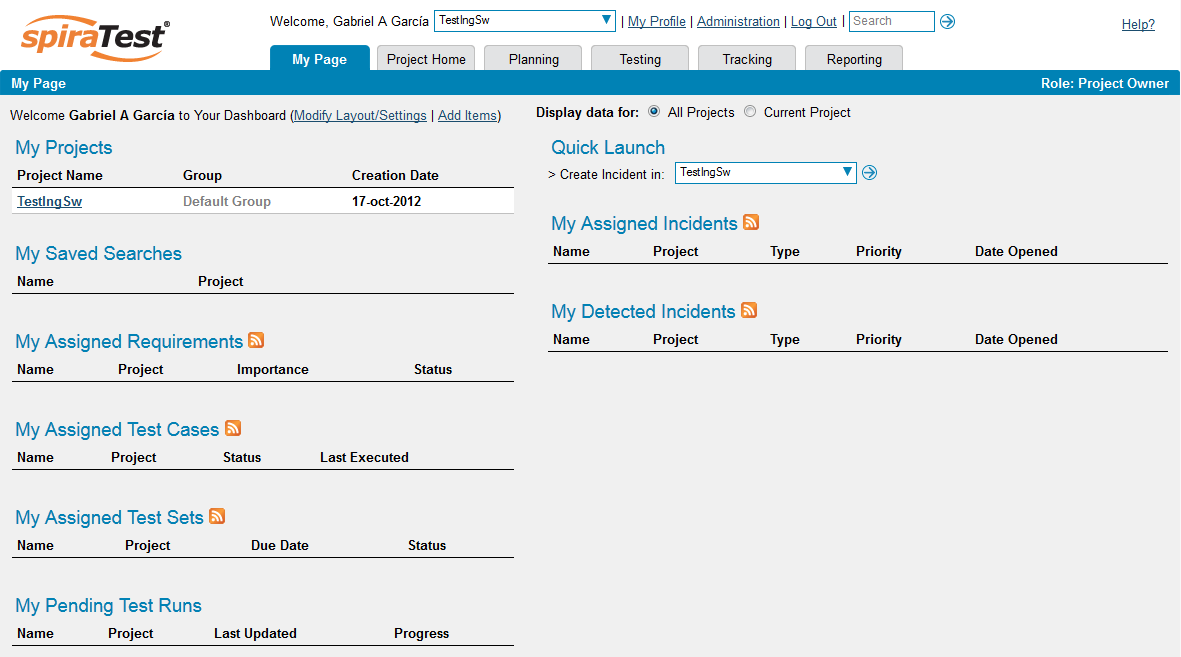 spiraTest®
Welcome, Gabriel A García TestIngSw | My Profile | Administration | Log Out | Search
Help?
My Page Project Home Planning Testing Tracking Reporting
My Page Role: Project Owner
Welcome Gabriel A García to Your Dashboard (Modify Layout/Settings | Add Items)
My Projects
Project Name Group Creation Date
TestIngSw Default Group 17-oct-2012
My Saved Searches
Name Project
My Assigned Requirements
Name Project Importance Status
My Assigned Test Cases
Name Project Status Last Executed
My Assigned Test Sets
Name Project Due Date Status
My Pending Test Runs
Name Project Last Updated Progress
Display data for: All Projects Current Project
Quick Launch
> Create Incident in: TestIngSw
My Assigned Incidents
Name Project Type Priority Date Opened
My Detected Incidents
Name Project Type Priority Date Opened